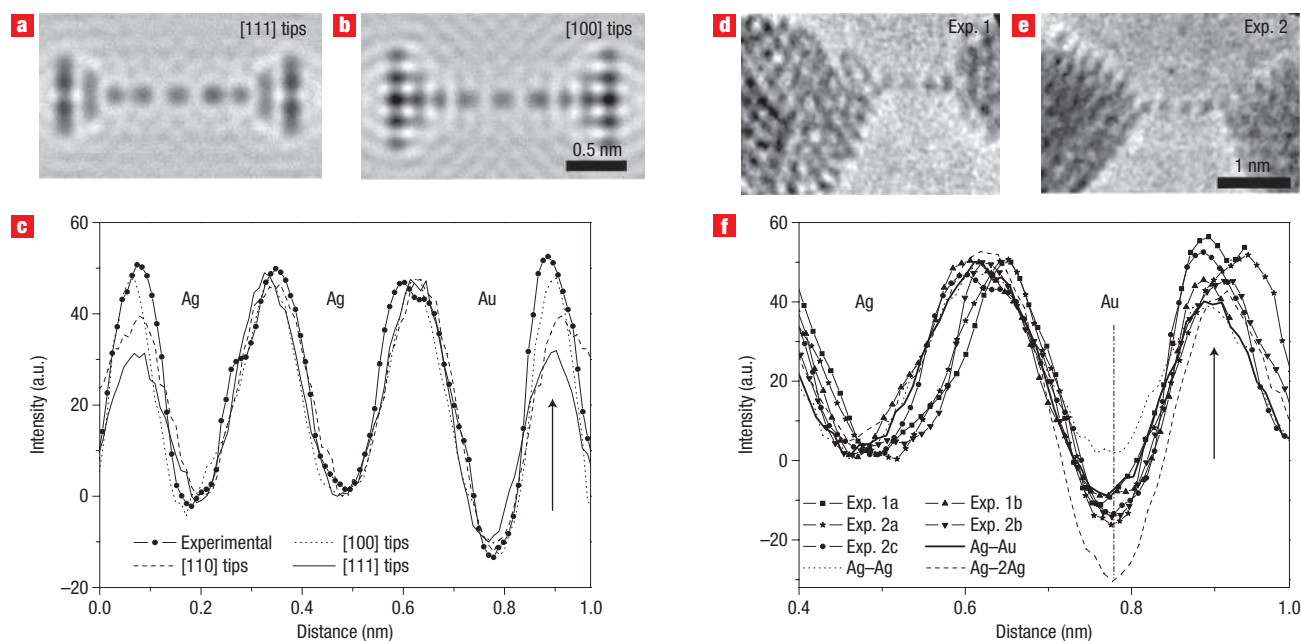 a
[111] tips
b
[100] tips
0.5 nm
c
60
40
20
0
–20
Intensity (a.u.)
Ag
Ag
Au
Experimental
[100] tips
[110] tips
[111] tips
0.0
0.2
0.4
0.6
0.8
1.0
Distance (nm)
d
Exp. 1
e
Exp. 2
1 nm
f
60
40
20
0
–20
Intensity (a.u.)
Ag
Au
Exp. 1a
Exp. 1b
Exp. 2a
Exp. 2b
Exp. 2c
Ag–Au
Ag–Ag
Ag–2Ag
0.4
0.6
0.8
1.0
Distance (nm)